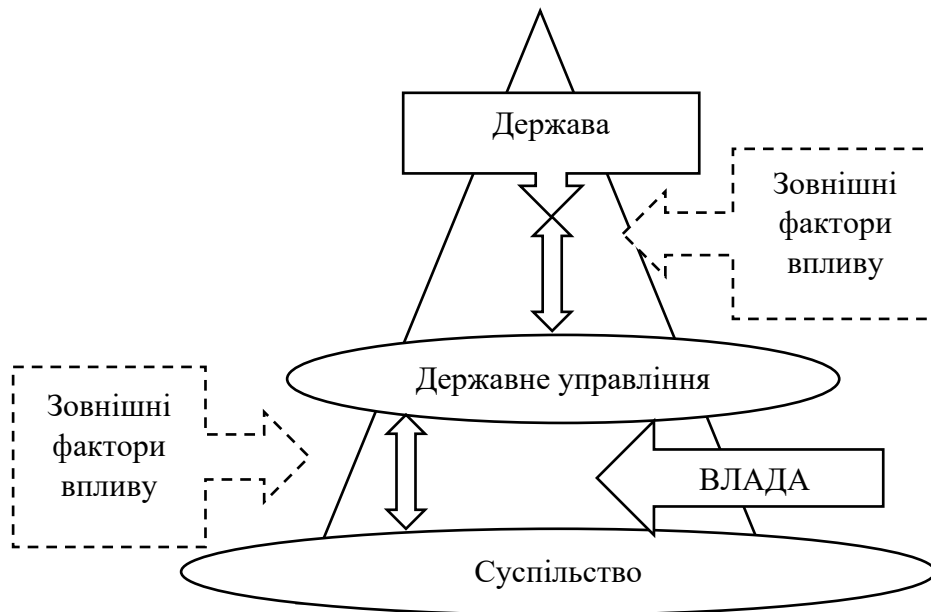 Держава
Зовнішні
фактори
впливу
Державне управління
Зовнішні
фактори
впливу
ВЛАДА
Суспільство